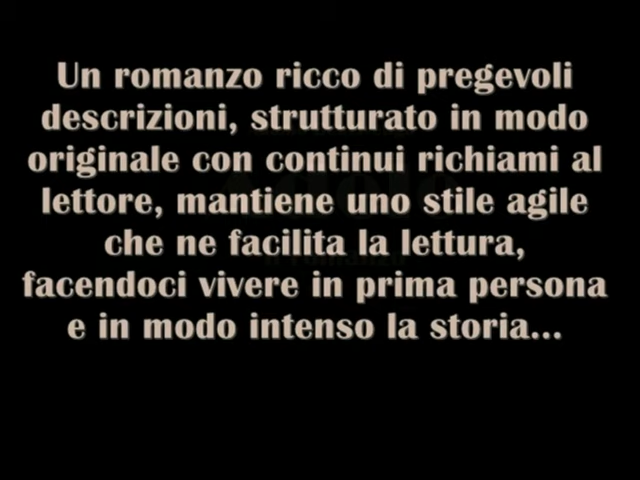 Un romanzo ricco di pregevoli
descrizioni, strutturato in modo
originale con continui richiami al
lettore, mantiene uno stile agile
che ne facilita la lettura,
facendoci vivere in prima persona
e in modo intenso la storia...